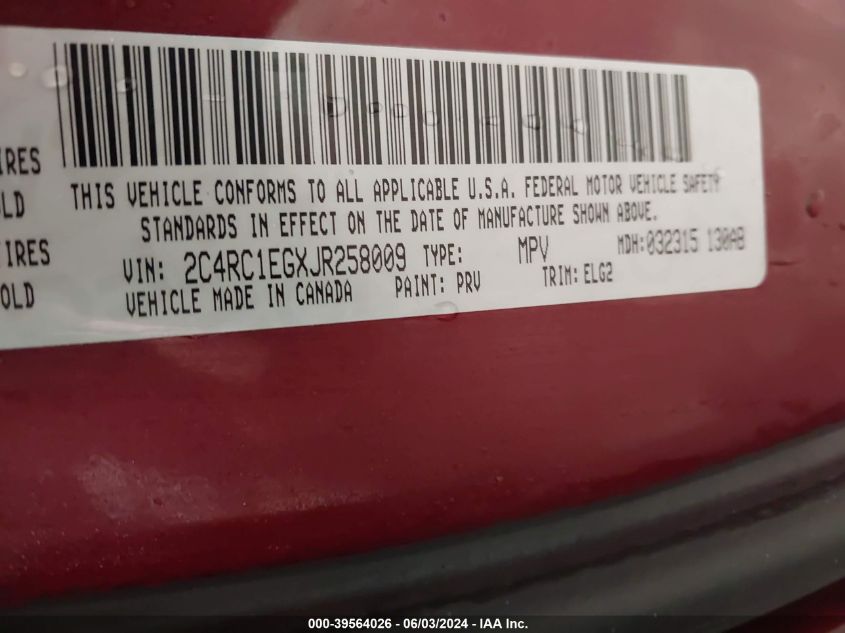 IRES
OLD
IRES
OLD
THIS VEHICLE CONFORMS TO ALL APPLICABLE U.S.A. FEDERAL MOTOR VEHICLE SAFETY
STANDARDS IN EFFECT ON THE DATE OF MANUFACTURE SHOWN ABOVE.
VIN: 2C4RC1EGXJR258009 TYPE: MPV MDH:032315 130AB
VEHICLE MADE IN CANADA PAINT: PRV TRIM: ELG2
000-39564026 - 06/03/2024 - IAA Inc.